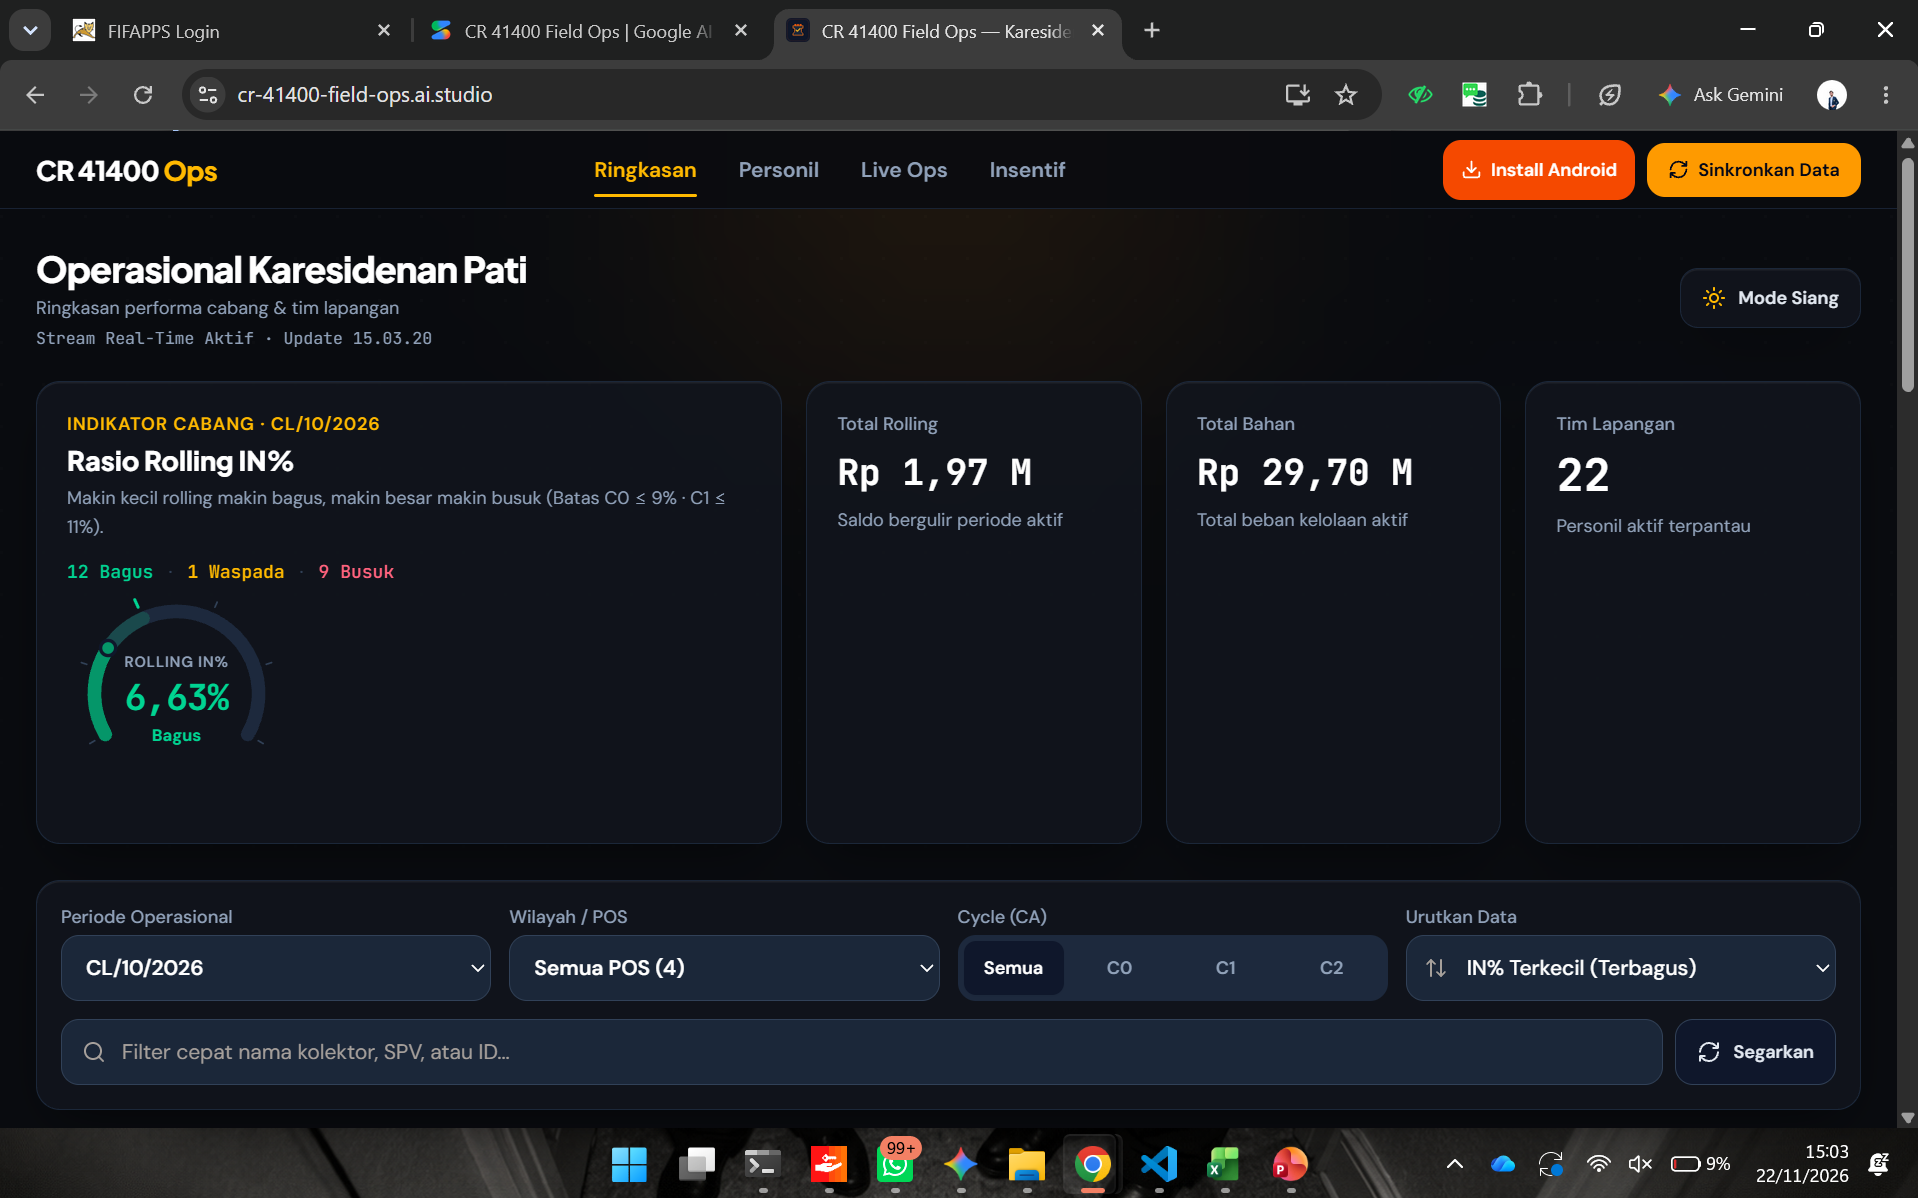 FIFAPPS Login
CR 41400 Field Ops | Google AI
CR 41400 Field Ops — Kareside
cr-41400-field-ops.ai.studio
Ask Gemini
CR 41400 Ops
Ringkasan
Personil
Live Ops
Insentif
Install Android
Sinkronkan Data
Operasional Karesidenan Pati
Ringkasan performa cabang & tim lapangan
Stream Real-Time Aktif · Update 15.03.20
Mode Siang
INDIKATOR CABANG · CL/10/2026
Rasio Rolling IN%
Makin kecil rolling makin bagus, makin besar makin busuk (Batas C0 ≤ 9% · C1 ≤
11%).
12 Bagus · 1 Waspada · 9 Busuk
ROLLING IN%
6,63%
Bagus
Total Rolling
Rp 1,97 M
Saldo bergulir periode aktif
Total Bahan
Rp 29,70 M
Total beban kelolaan aktif
Tim Lapangan
22
Personil aktif terpantau
Periode Operasional
CL/10/2026
Wilayah / POS
Semua POS (4)
Cycle (CA)
Semua
C0
C1
C2
Urutkan Data
IN% Terkecil (Terbagus)
Filter cepat nama kolektor, SPV, atau ID...
Segarkan
99+
9%
15:03
22/11/2026